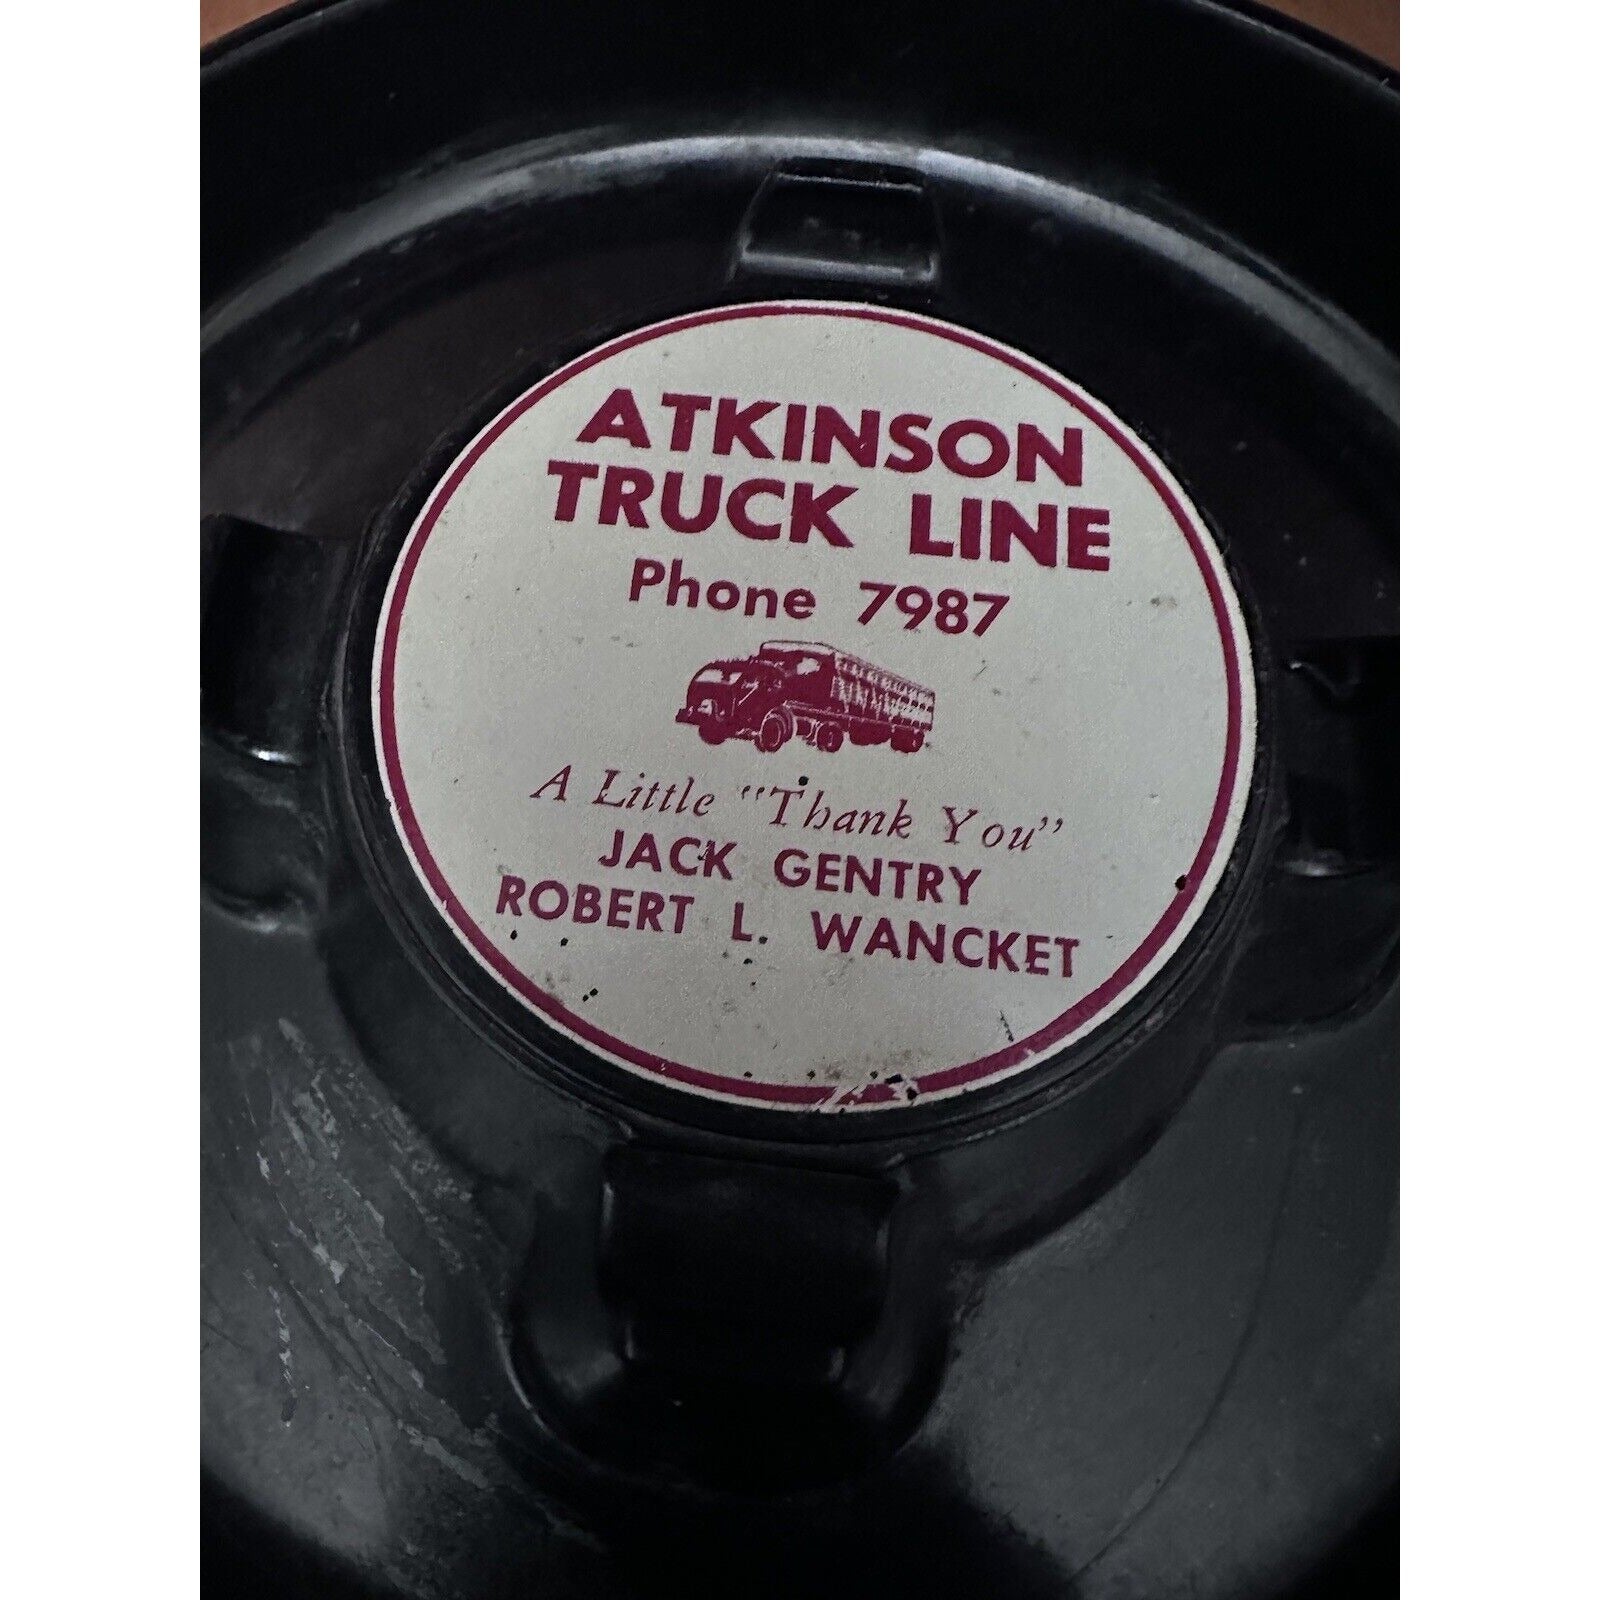 ATKINSON
TRUCK LINE
Phone 7987
A Little "Thank You"
JACK GENTRY
ROBERT L. WANCKET